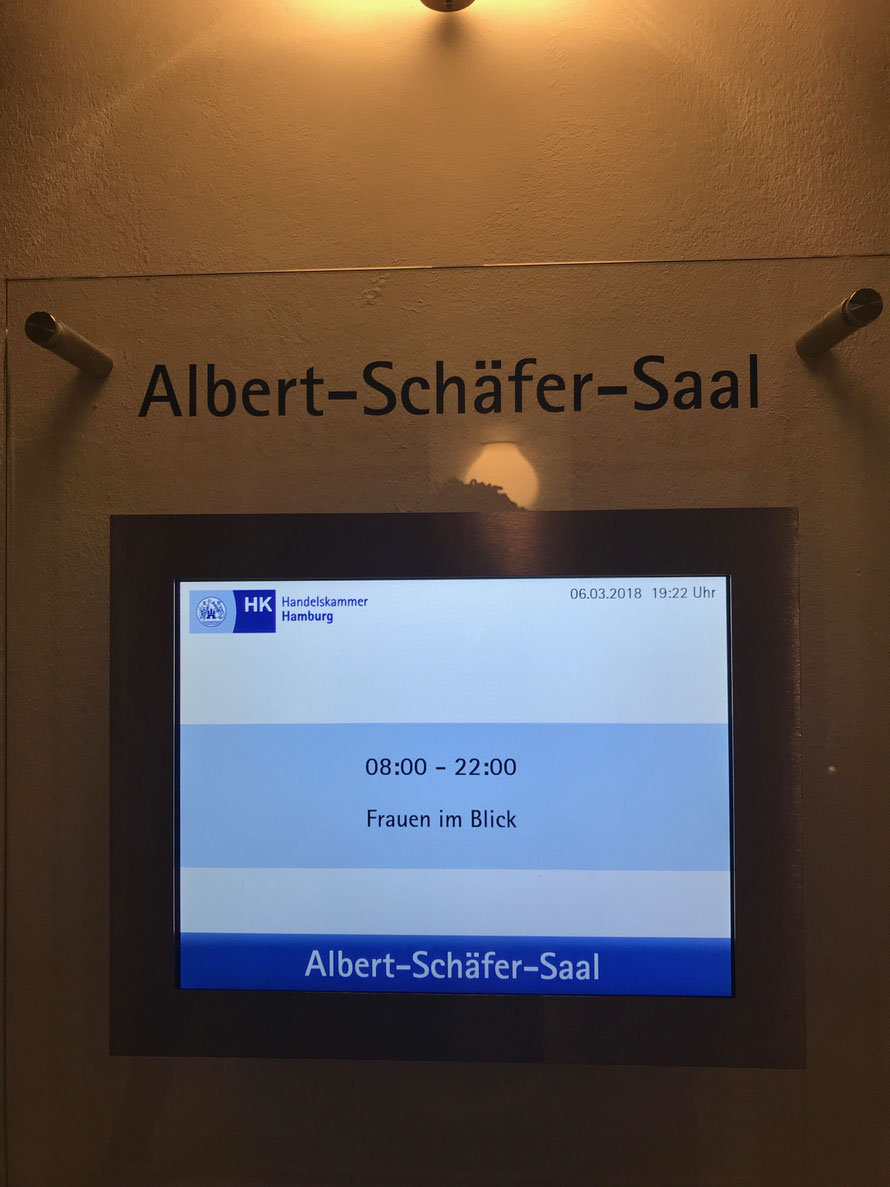 Albert-Schäfer-Saal
HK Handelskammer
Hamburg
06.03.2018 19:22 Uhr
08:00 - 22:00
Frauen im Blick
Albert-Schäfer-Saal